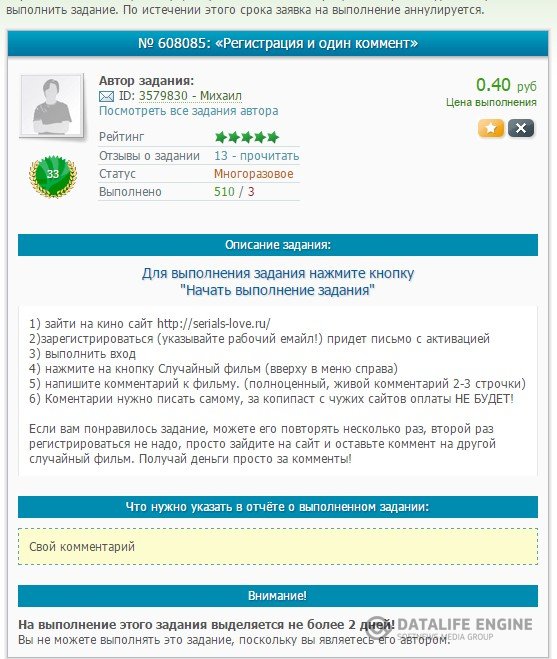 выполнить задание. По истечении этого срока заявка на выполнение аннулируется.
№ 608085: «Регистрация и один коммент»
Автор задания:
ID: 3579830 - Михаил
Посмотреть все задания автора
0.40 руб
Цена выполнения
Рейтинг
Отзывы о задании 13 - прочитать
33
Статус Многоразовое
Выполнено 510 / 3
Описание задания:
Для выполнения задания нажмите кнопку
"Начать выполнение задания"
1) зайти на кино сайт http://serials-love.ru/
2)зарегистрироваться (указывайте рабочий емайл!) придет письмо с активацией
3) выполнить вход
4) нажмите на кнопку Случайный фильм (вверху в меню справа)
5) напишите комментарий к фильму. (полноценный, живой комментарий 2-3 строчки)
6) Коментарии нужно писать самому, за копипаст с чужих сайтов оплаты НЕ БУДЕТ!
Если вам понравилось задание, можете его повторять несколько раз, второй раз
регистрироваться не надо, просто зайдите на сайт и оставьте коммент на другой
случайный фильм. Получай деньги просто за комменты!
Что нужно указать в отчёте о выполненном задании:
Свой комментарий
Внимание!
На выполнение этого задания выделяется не более 2 дней!
Вы не можете выполнять это задание, поскольку вы являетесь его автором.
DATALIFE ENGINE
SOFTNEWS MEDIA GROUP